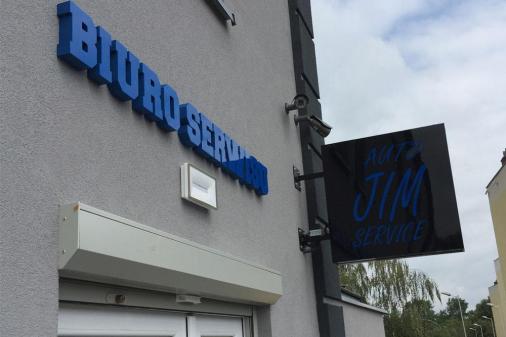 BIURO SERWISU
AUTO
JIM
SERVICE